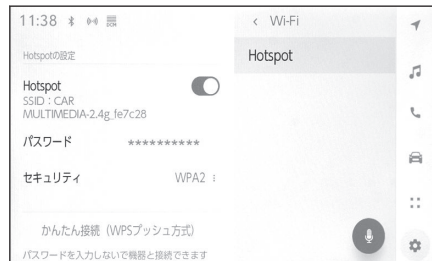 11:38
Hotspotの設定
Hotspot
SSID：CAR
MULTIMEDIA-2.4g_fe7c28
パスワード **********
セキュリティ WPA2
かんたん接続（WPSプッシュ方式）
パスワードを入力しないで機器と接続できます
< Wi-Fi
Hotspot